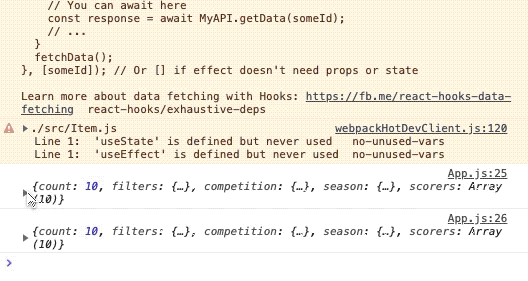 // You can await here
const response = await MyAPI.getData(someId);
// ...
}
fetchData();
}, [someId]); // Or [] if effect doesn't need props or state
Learn more about data fetching with Hooks: https://fb.me/react-hooks-data-
fetching react-hooks/exhaustive-deps
./src/Item.js webpackHotDevClient.js:120
Line 1: 'useState' is defined but never used no-unused-vars
Line 1: 'useEffect' is defined but never used no-unused-vars
App.js:25
{count: 10, filters: {…}, competition: {…}, season: {…}, scorers: Array
(10)}
App.js:26
{count: 10, filters: {…}, competition: {…}, season: {…}, scorers: Array
(10)}